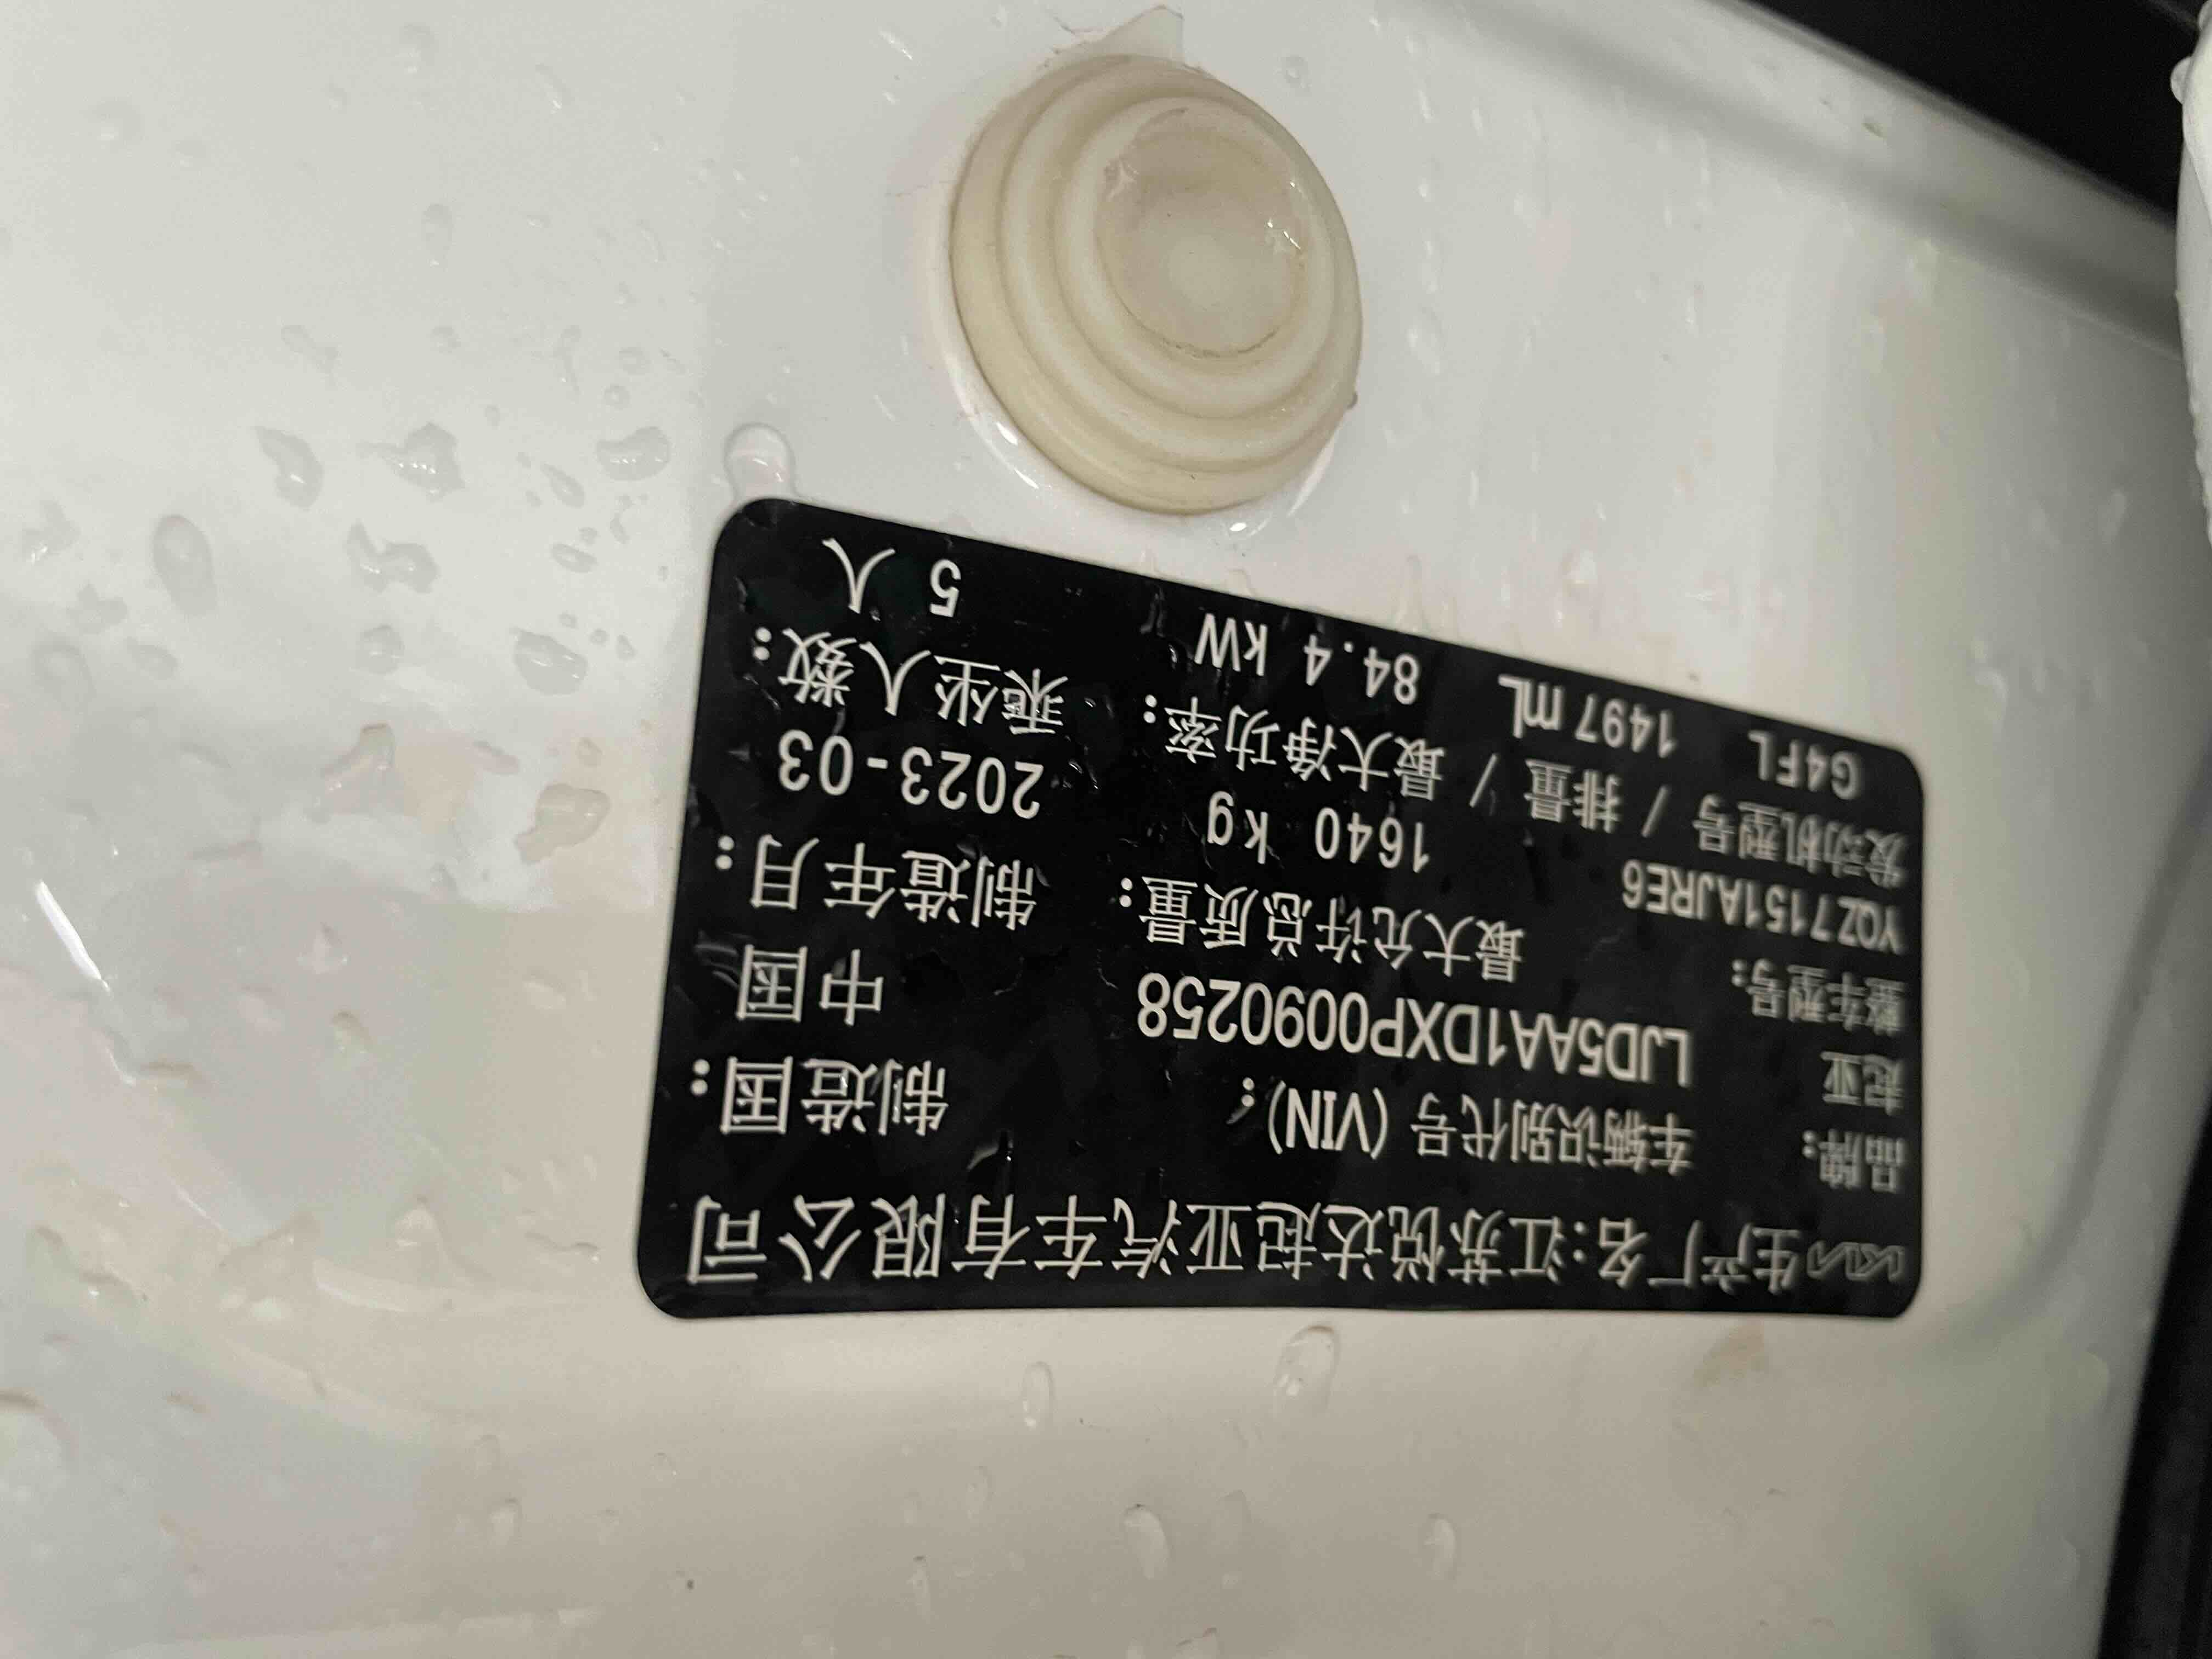 KIA 生产厂名:江苏悦达起亚汽车有限公司
品牌: 车辆识别代号(VIN): 制造国:
起亚 LJD5AA1DXP0090258 中国
整车型号: 最大允许总质量: 制造年月:
YQZ7151AJRE6 1640 kg 2023-03
发动机型号 / 排量 / 最大净功率: 乘坐人数:
G4FL 1497 mL 84.4 kW 5 人